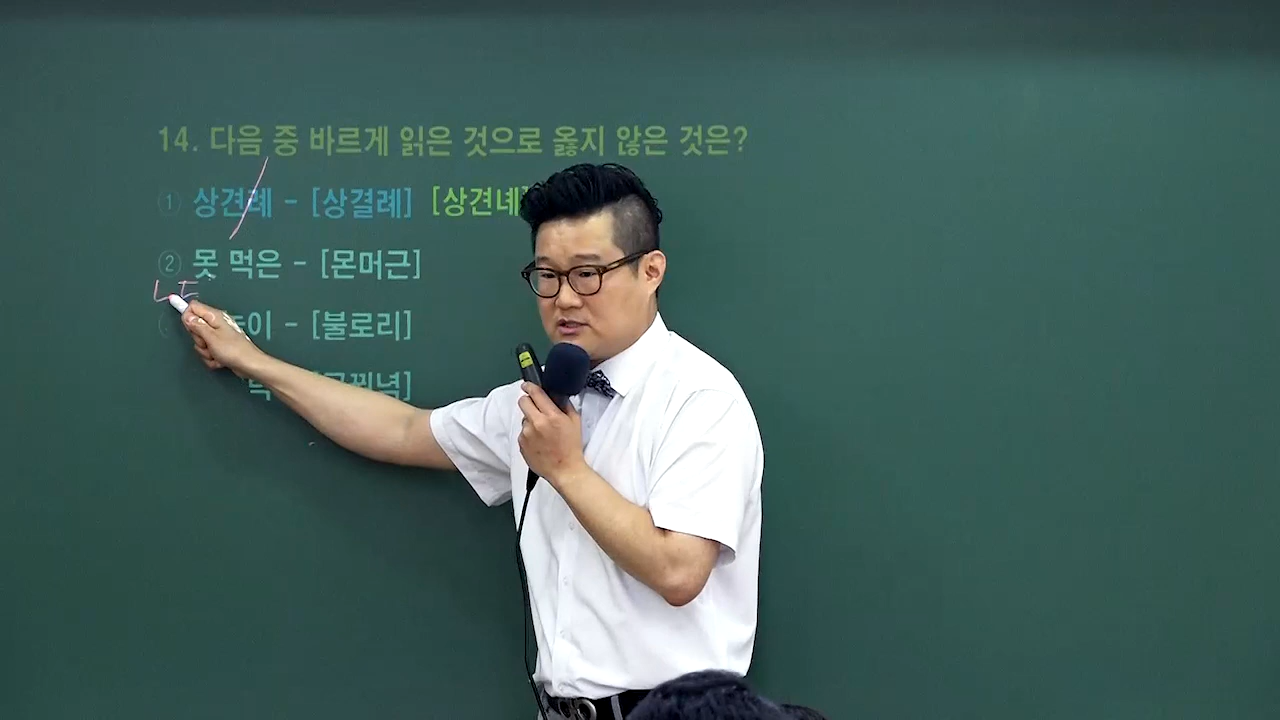 14. 다음 중 바르게 읽은 것으로 옳지 않은 것은?
① 상견례 - [상결례] [상견녜]
② 못 먹은 - [몬머근]
- [불로리]